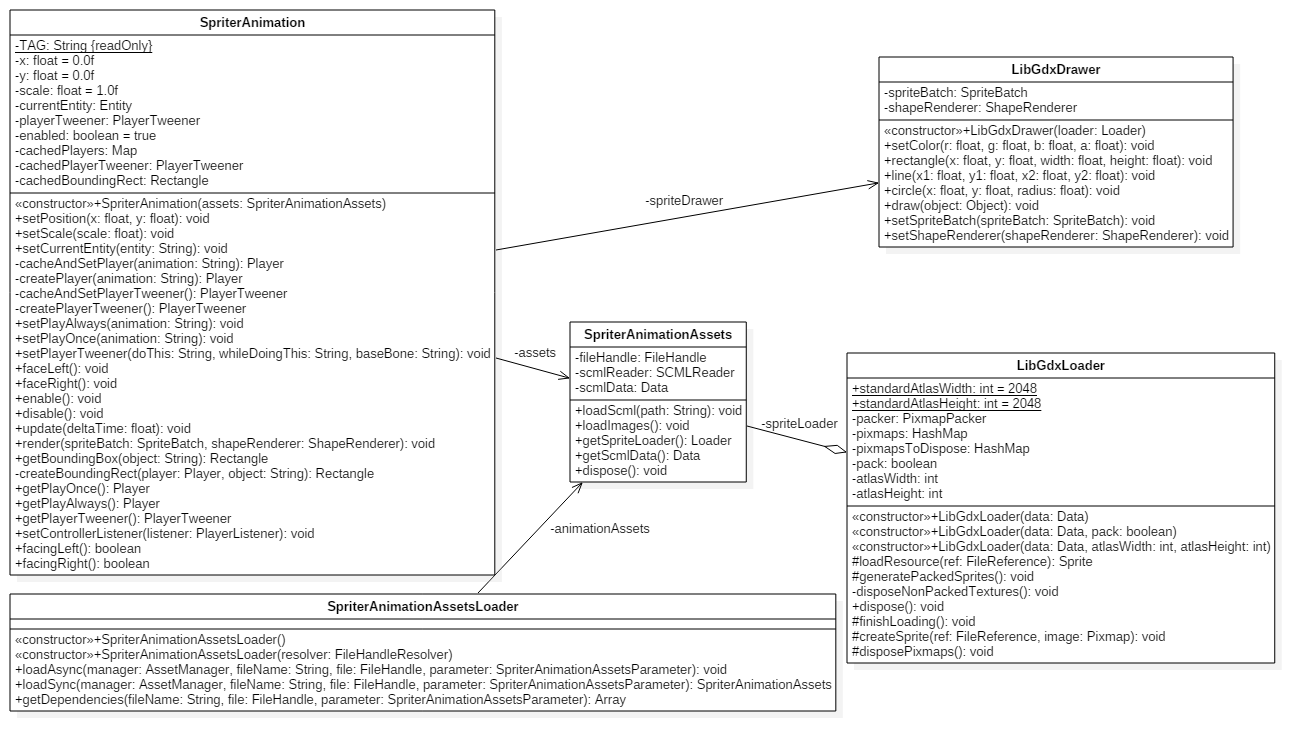 SpriterAnimation
-TAG: String {readOnly}
-x: float = 0.0f
-y: float = 0.0f
-scale: float = 1.0f
-currentEntity: Entity
-playerTweener: PlayerTweener
-enabled: boolean = true
-cachedPlayers: Map
-cachedPlayerTweener: PlayerTweener
-cachedBoundingRect: Rectangle
«constructor»+SpriterAnimation(assets: SpriterAnimationAssets)
+setPosition(x: float, y: float): void
+setScale(scale: float): void
+setCurrentEntity(entity: String): void
-cacheAndSetPlayer(animation: String): Player
-createPlayer(animation: String): Player
-cacheAndSetPlayerTweener(): PlayerTweener
-createPlayerTweener(): PlayerTweener
+setPlayAlways(animation: String): void
+setPlayOnce(animation: String): void
+setPlayerTweener(doThis: String, whileDoingThis: String, baseBone: String): void
+faceLeft(): void
+faceRight(): void
+enable(): void
+disable(): void
+update(deltaTime: float): void
+render(spriteBatch: SpriteBatch, shapeRenderer: ShapeRenderer): void
+getBoundingBox(object: String): Rectangle
-createBoundingRect(player: Player, object: String): Rectangle
+getPlayOnce(): Player
+getPlayAlways(): Player
+getPlayerTweener(): PlayerTweener
+setControllerListener(listener: PlayerListener): void
+facingLeft(): boolean
+facingRight(): boolean
-spriteDrawer
LibGdxDrawer
-spriteBatch: SpriteBatch
-shapeRenderer: ShapeRenderer
«constructor»+LibGdxDrawer(loader: Loader)
+setColor(r: float, g: float, b: float, a: float): void
+rectangle(x: float, y: float, width: float, height: float): void
+line(x1: float, y1: float, x2: float, y2: float): void
+circle(x: float, y: float, radius: float): void
+draw(object: Object): void
+setSpriteBatch(spriteBatch: SpriteBatch): void
+setShapeRenderer(shapeRenderer: ShapeRenderer): void
-assets
SpriterAnimationAssets
-fileHandle: FileHandle
-scmlReader: SCMLReader
-scmlData: Data
+loadScml(path: String): void
+loadImages(): void
+getSpriteLoader(): Loader
+getScmlData(): Data
+dispose(): void
-spriteLoader
LibGdxLoader
+standardAtlasWidth: int = 2048
+standardAtlasHeight: int = 2048
-packer: PixmapPacker
-pixmaps: HashMap
-pixmapsToDispose: HashMap
-pack: boolean
-atlasWidth: int
-atlasHeight: int
«constructor»+LibGdxLoader(data: Data)
«constructor»+LibGdxLoader(data: Data, pack: boolean)
«constructor»+LibGdxLoader(data: Data, atlasWidth: int, atlasHeight: int)
#loadResource(ref: FileReference): Sprite
#generatePackedSprites(): void
-disposeNonPackedTextures(): void
+dispose(): void
#finishLoading(): void
#createSprite(ref: FileReference, image: Pixmap): void
#disposePixmaps(): void
-animationAssets
SpriterAnimationAssetsLoader
«constructor»+SpriterAnimationAssetsLoader()
«constructor»+SpriterAnimationAssetsLoader(resolver: FileHandleResolver)
+loadAsync(manager: AssetManager, fileName: String, file: FileHandle, parameter: SpriterAnimationAssetsParameter): void
+loadSync(manager: AssetManager, fileName: String, file: FileHandle, parameter: SpriterAnimationAssetsParameter): SpriterAnimationAssets
+getDependencies(fileName: String, file: FileHandle, parameter: SpriterAnimationAssetsParameter): Array